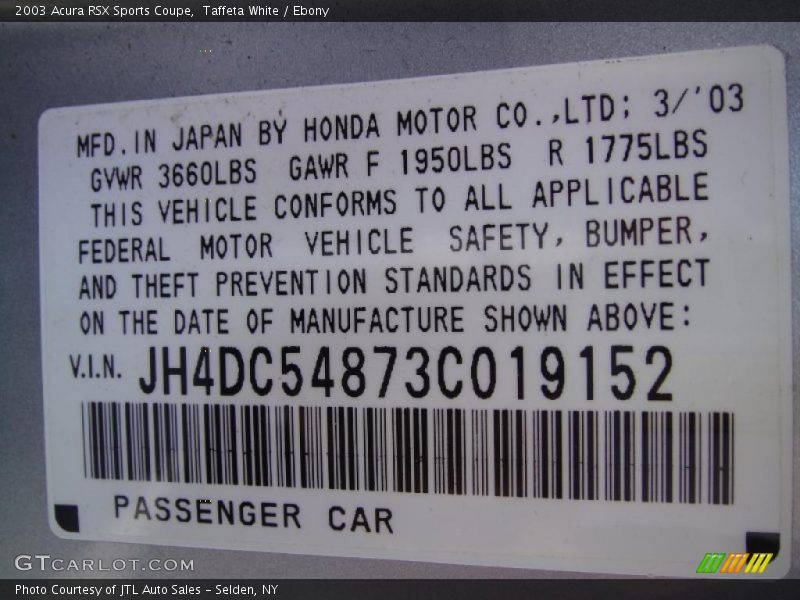 2003 Acura RSX Sports Coupe,  Taffeta White / Ebony
MFD.IN JAPAN BY HONDA MOTOR CO.,LTD; 3/'03
GVWR 3660LBS GAWR F 1950LBS R 1775LBS
THIS VEHICLE CONFORMS TO ALL APPLICABLE
FEDERAL MOTOR VEHICLE SAFETY, BUMPER,
AND THEFT PREVENTION STANDARDS IN EFFECT
ON THE DATE OF MANUFACTURE SHOWN ABOVE:
V.I.N. JH4DC54873C019152
PASSENGER CAR
GTCARLOT.COM
Photo Courtesy of JTL Auto Sales – Selden, NY